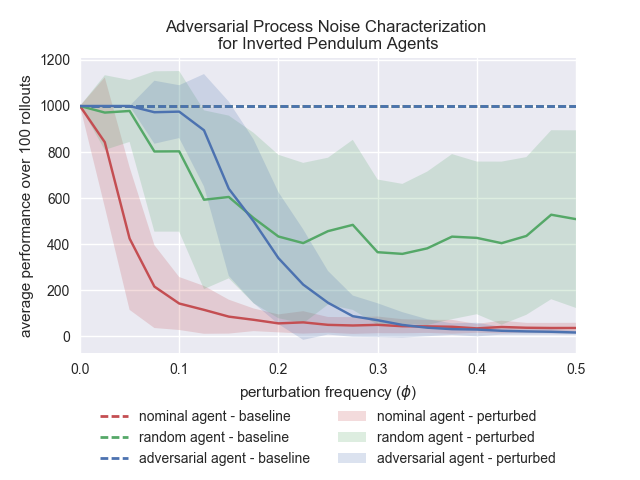 Adversarial Process Noise Characterization
for Inverted Pendulum Agents
average performance over 100 rollouts
1200
1000
800
600
400
200
0
0.0 0.1 0.2 0.3 0.4 0.5
perturbation frequency (ϕ)
nominal agent - baseline nominal agent - perturbed
random agent - baseline random agent - perturbed
adversarial agent - baseline adversarial agent - perturbed